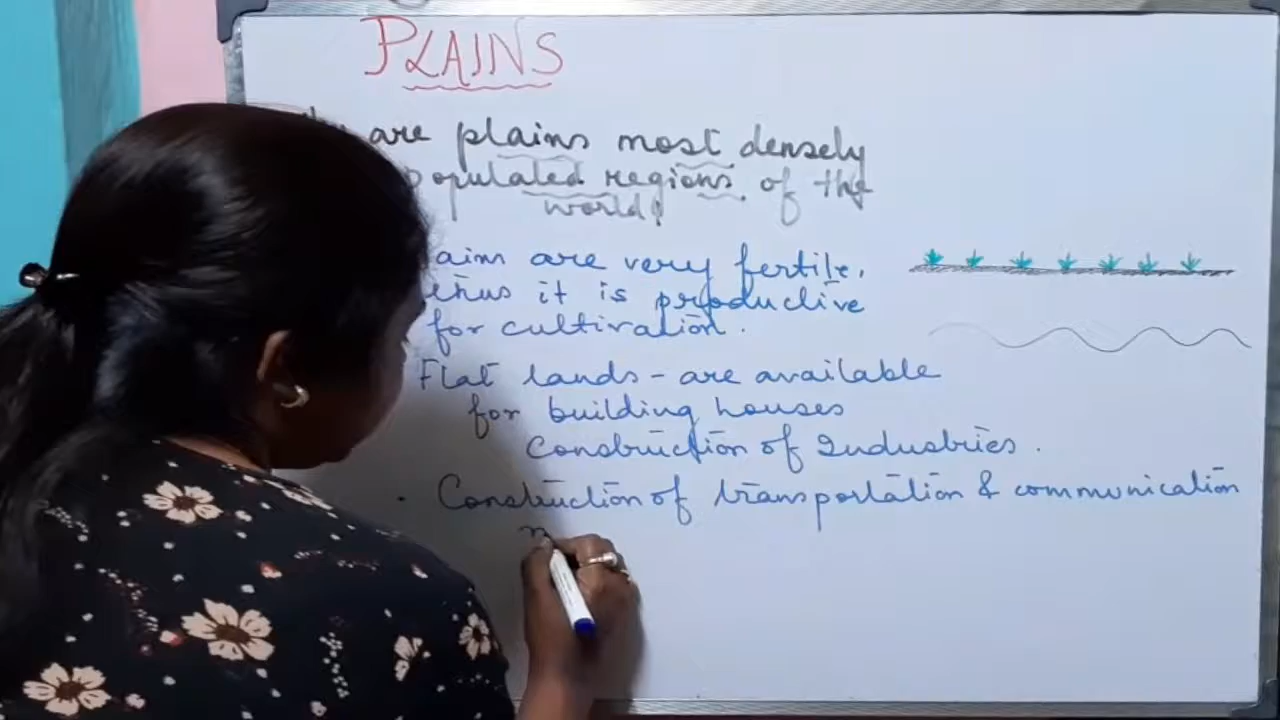 PLAINS
are plains most densely
populated regions of the
world?
are very fertile,
thus it is productive
for cultivation.
Flat lands - are available
for building houses
Construction of Industries.
. Construction of transportation & communication